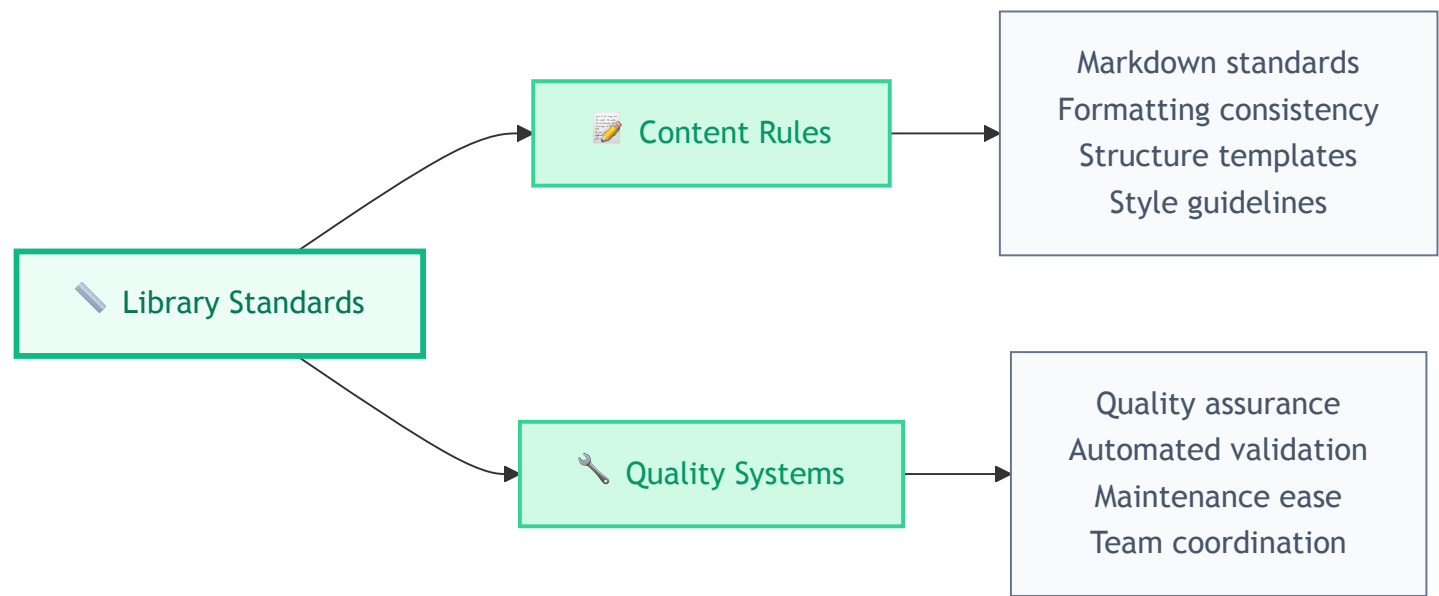 Library Standards
Content Rules
Markdown standards
Formatting consistency
Structure templates
Style guidelines
Quality Systems
Quality assurance
Automated validation
Maintenance ease
Team coordination